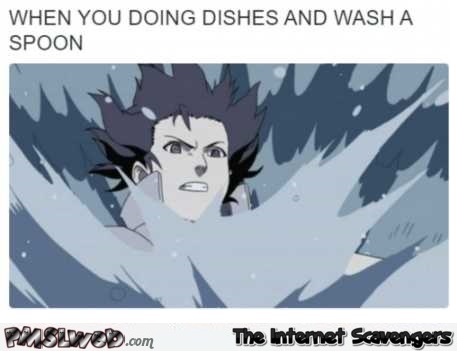 WHEN YOU DOING DISHES AND WASH A
SPOON
PMSLWeb.com
The Internet Scavengers